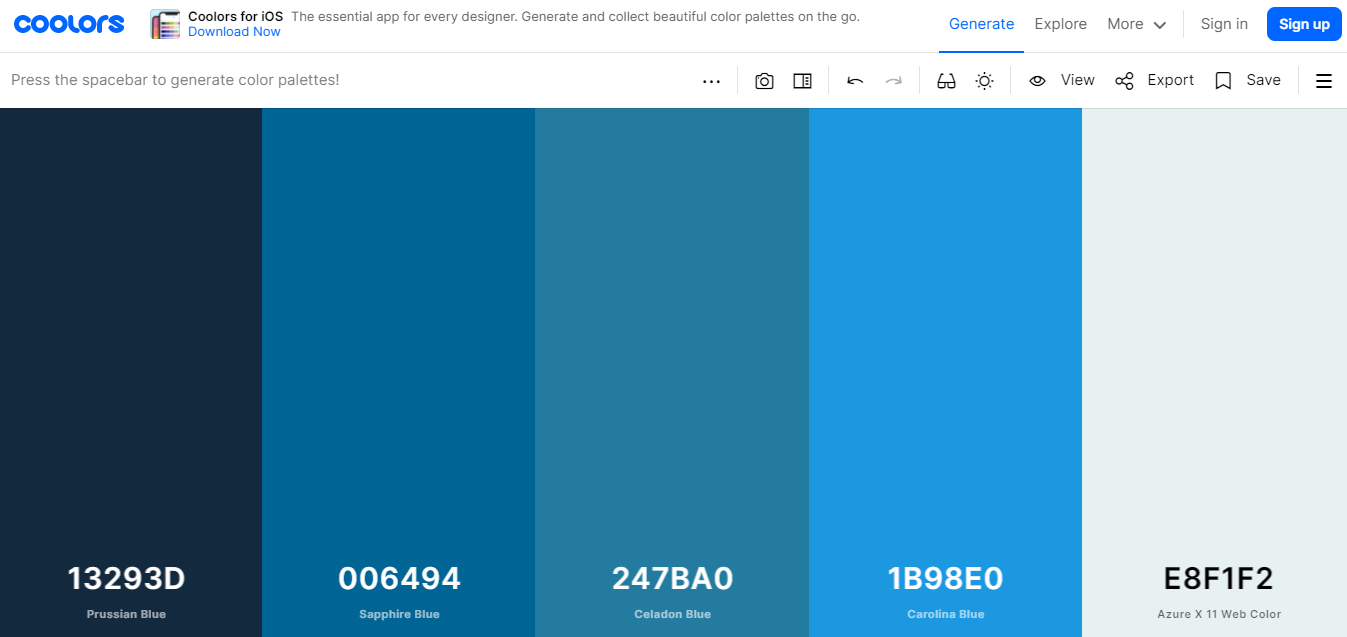 coolors
Coolors for iOS The essential app for every designer. Generate and collect beautiful color palettes on the go.
Download Now
Generate Explore More Sign in Sign up
Press the spacebar to generate color palettes!
View Export Save
13293D 006494 247BA0 1B98E0 E8F1F2
Prussian Blue Sapphire Blue Celadon Blue Carolina Blue Azure X 11 Web Color